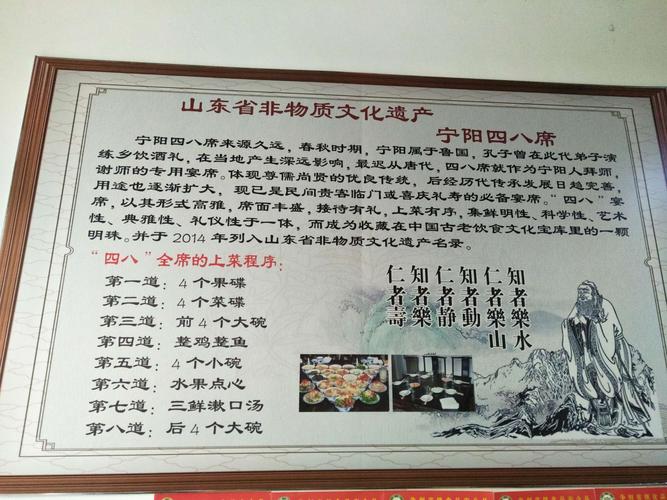 山东省非物质文化遗产
宁阳四八席
宁阳四八席来源久远，春秋时期，宁阳属于鲁国，孔子曾在此代弟子演
练乡饮酒礼，在当地产生深远影响，最迟从唐代，四八席就作为宁阳人拜师，
谢师的专用宴席。体现尊儒尚贤的优良传统，后经历代传承发展日趋完善，
用途也逐渐扩大，现已是民间贵客临门或喜庆礼寿的必备宴席。“四八”宴
席，以其形式高雅，席面丰盛，接待有礼，上菜有序，集鲜明性、科学性、艺术
性、典雅性、礼仪性于一体，而成为收藏在中国古老饮食文化宝库里的一颗
明珠。并于2014年列入山东省非物质文化遗产名录。
“四八”全席的上菜程序：
第一道：4个果碟
第二道：4个菜碟
第三道：前4个大碗
第四道：整鸡整鱼
第五道：4个小碗
第六道：水果点心
第七道：三鲜漱口汤
第八道：后4个大碗
知者樂水
仁者樂山
知者動
仁者静
知者樂
仁者壽